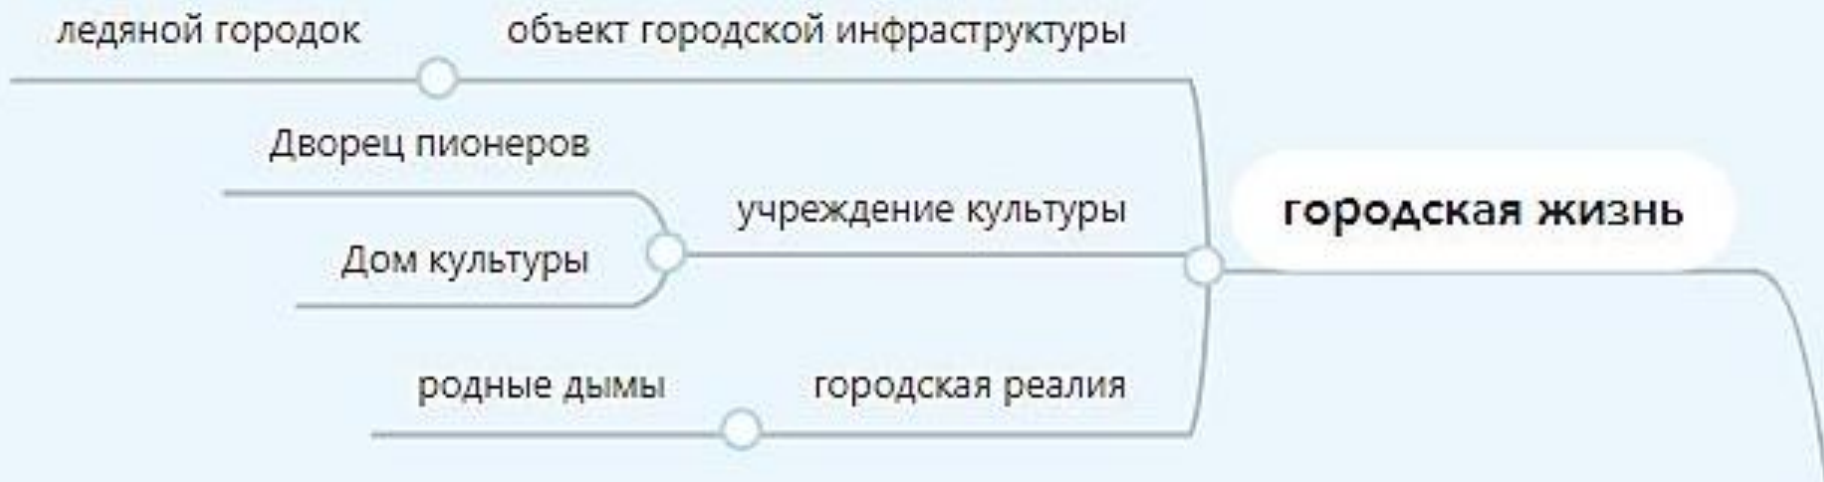 ледяной городок
объект городской инфраструктуры
Дворец пионеров
учреждение культуры
городская жизнь
Дом культуры
родные дымы
городская реалия